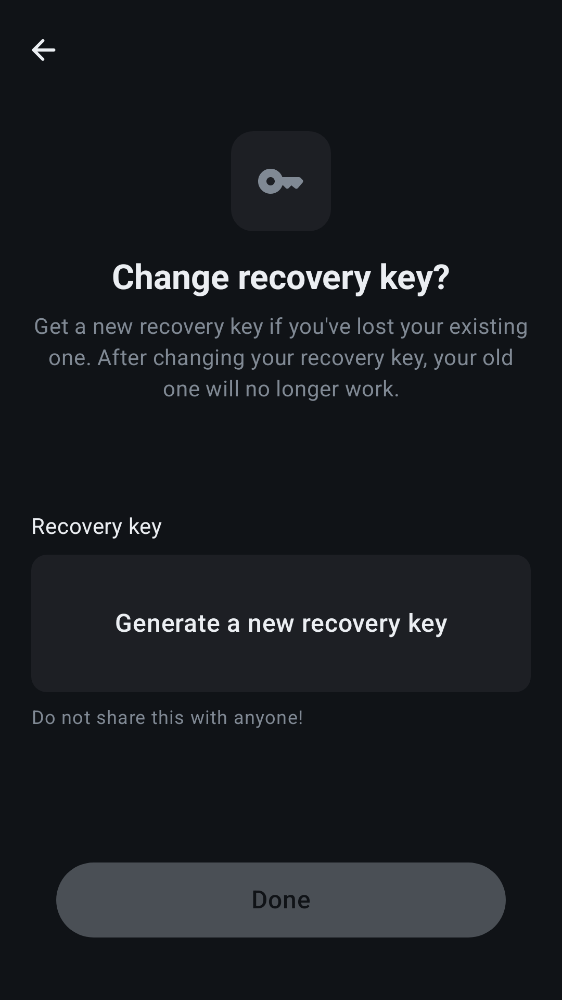 Change recovery key?
Get a new recovery key if you've lost your existing
one. After changing your recovery key, your old
one will no longer work.
Recovery key
Generate a new recovery key
Do not share this with anyone!
Done